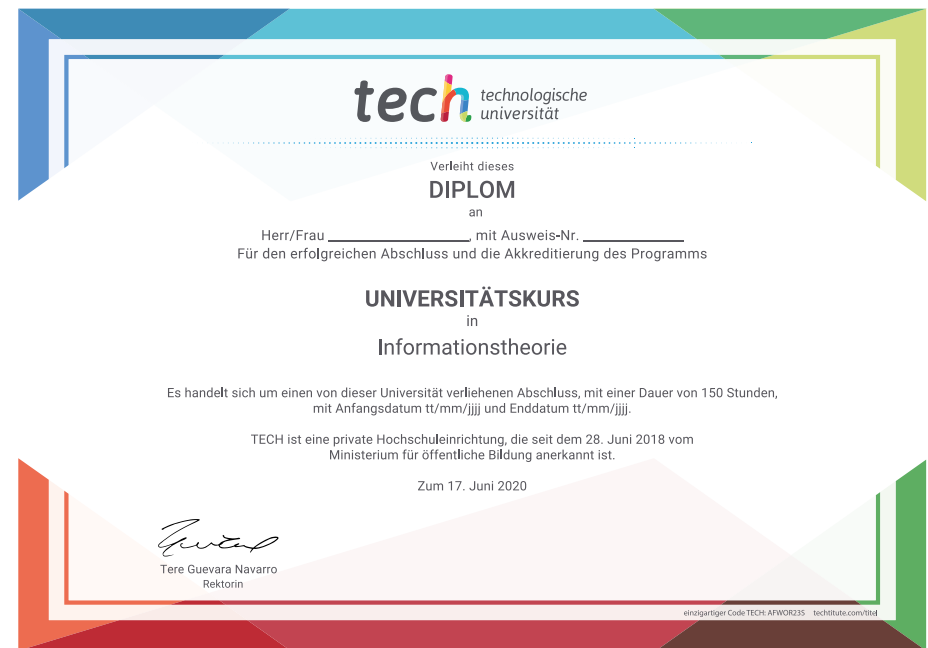 tech technologische
universität
Verleiht dieses
DIPLOM
an
Herr/Frau ____________________, mit Ausweis-Nr. ______________
Für den erfolgreichen Abschluss und die Akkreditierung des Programms
UNIVERSITÄTSKURS
in
Informationstheorie
Es handelt sich um einen von dieser Universität verliehenen Abschluss, mit einer Dauer von 150 Stunden,
mit Anfangsdatum tt/mm/jjjj und Enddatum tt/mm/jjjj.
TECH ist eine private Hochschuleinrichtung, die seit dem 28. Juni 2018 vom
Ministerium für öffentliche Bildung anerkannt ist.
Zum 17. Juni 2020
Tere Guevara Navarro
Rektorin
einzigartiger Code TECH: AFWOR23S techtitute.com/titel